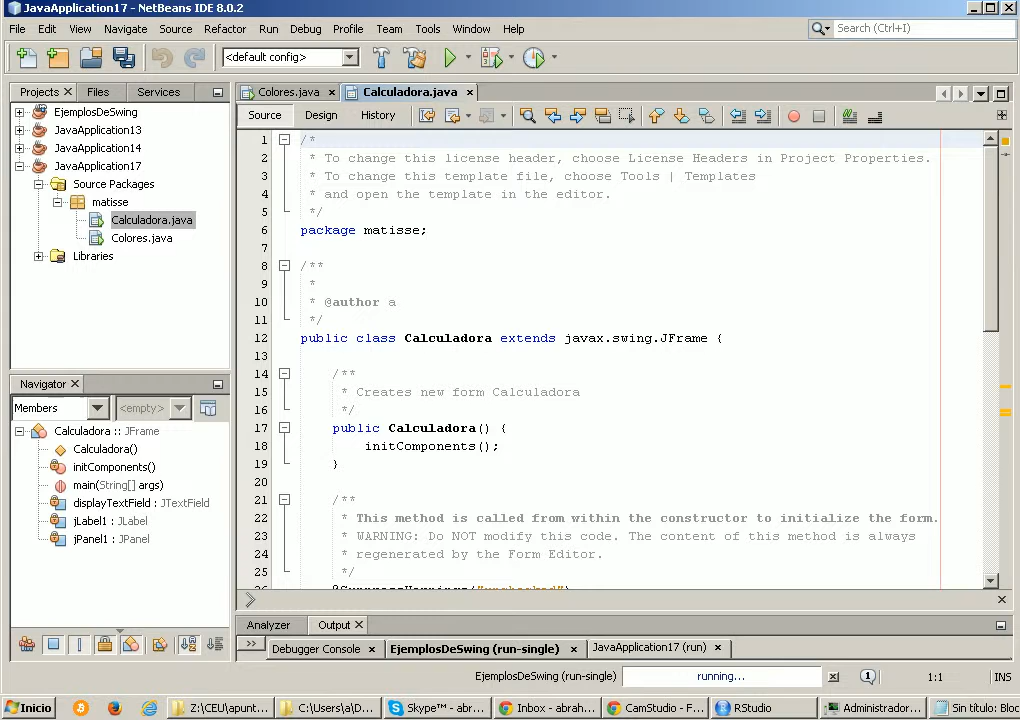 JavaApplication17 - NetBeans IDE 8.0.2
File Edit View Navigate Source Refactor Run Debug Profile Team Tools Window Help
Search (Ctrl+I)
<default config>
Projects Files Services
EjemplosDeSwing
JavaApplication13
JavaApplication14
JavaApplication17
Source Packages
matisse
Calculadora.java
Colores.java
Libraries
Navigator
Members <empty>
Calculadora :: JFrame
Calculadora()
initComponents()
main(String[] args)
displayTextField : JTextField
jLabel1 : JLabel
jPanel1 : JPanel
Colores.java Calculadora.java
Source Design History
1 /*
2 * To change this license header, choose License Headers in Project Properties.
3 * To change this template file, choose Tools | Templates
4 * and open the template in the editor.
5 */
6 package matisse;
7
8 /**
9 *
10 * @author a
11 */
12 public class Calculadora extends javax.swing.JFrame {
13
14 /**
15 * Creates new form Calculadora
16 */
17 public Calculadora() {
18 initComponents();
19 }
20
21 /**
22 * This method is called from within the constructor to initialize the form.
23 * WARNING: Do NOT modify this code. The content of this method is always
24 * regenerated by the Form Editor.
25 */
26 @SuppressWarnings("unchecked")
Analyzer Output
Debugger Console EjemplosDeSwing (run-single) JavaApplication17 (run)
EjemplosDeSwing (run-single) running... 1 1:1 INS
Inicio Z:\CEU\apunt... C:\Users\a\D... Skype™ - abr... Inbox - abrah... CamStudio - F... RStudio Administrador... Sin título: Bloc